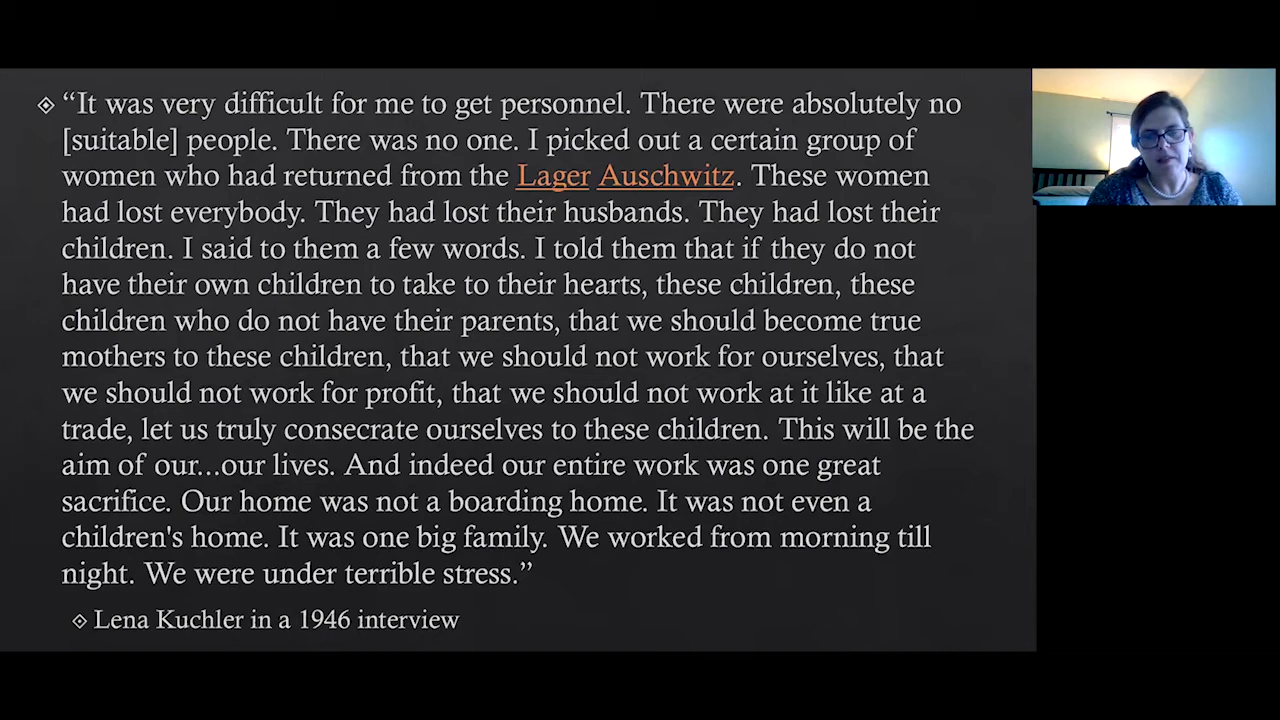 “It was very difficult for me to get personnel. There were absolutely no
[suitable] people. There was no one. I picked out a certain group of
women who had returned from the Lager Auschwitz. These women
had lost everybody. They had lost their husbands. They had lost their
children. I said to them a few words. I told them that if they do not
have their own children to take to their hearts, these children, these
children who do not have their parents, that we should become true
mothers to these children, that we should not work for ourselves, that
we should not work for profit, that we should not work at it like at a
trade, let us truly consecrate ourselves to these children. This will be the
aim of our...our lives. And indeed our entire work was one great
sacrifice. Our home was not a boarding home. It was not even a
children's home. It was one big family. We worked from morning till
night. We were under terrible stress.”
Lena Kuchler in a 1946 interview